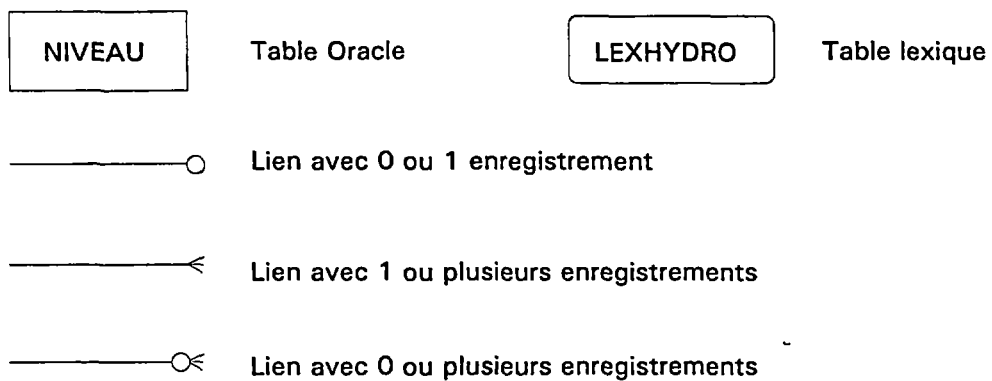 NIVEAU Table Oracle LEXHYDRO Table lexique
Lien avec 0 ou 1 enregistrement
Lien avec 1 ou plusieurs enregistrements
Lien avec 0 ou plusieurs enregistrements